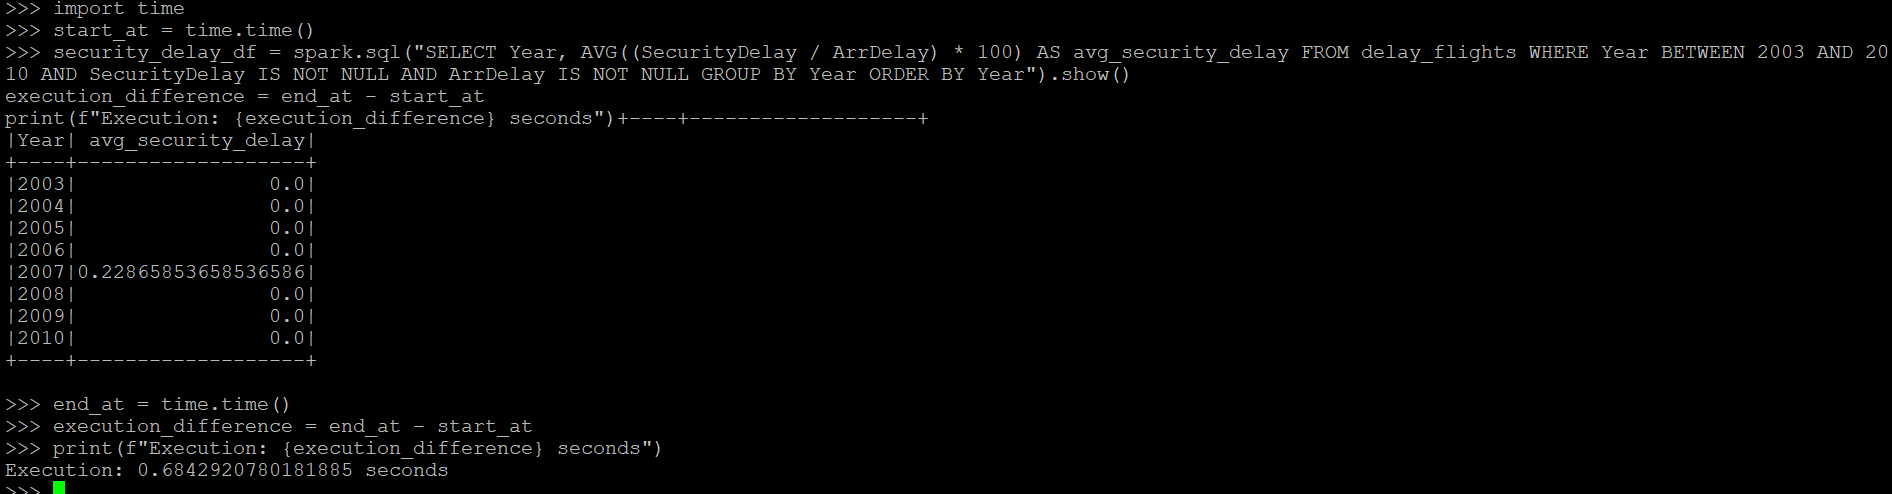 >>> import time
>>> start_at = time.time()
>>> security_delay_df = spark.sql("SELECT Year, AVG((SecurityDelay / ArrDelay) * 100) AS avg_security_delay FROM delay_flights WHERE Year BETWEEN 2003 AND 20
10 AND SecurityDelay IS NOT NULL AND ArrDelay IS NOT NULL GROUP BY Year ORDER BY Year").show()
execution_difference = end_at - start_at
print(f"Execution: {execution_difference} seconds")+----+-------------------+
|Year| avg_security_delay|
+----+-------------------+
|2003|                0.0|
|2004|                0.0|
|2005|                0.0|
|2006|                0.0|
|2007|0.22865853658536586|
|2008|                0.0|
|2009|                0.0|
|2010|                0.0|
+----+-------------------+
>>> end_at = time.time()
>>> execution_difference = end_at - start_at
>>> print(f"Execution: {execution_difference} seconds")
Execution: 0.6842920780181885 seconds
>>>